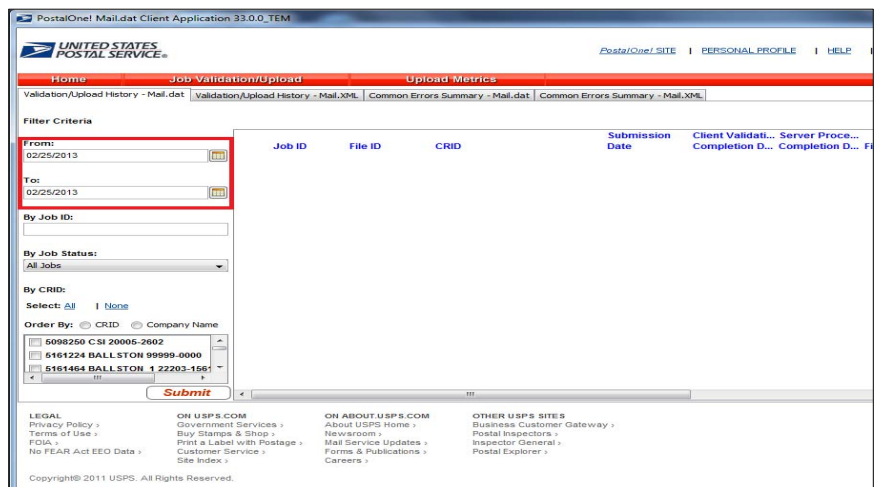 PostalOne! Mail.dat Client Application 33.0.0_TEM
UNITED STATES
POSTAL SERVICE®
PostalOne! SITE | PERSONAL PROFILE | HELP |
Home Job Validation/Upload Upload Metrics
Validation/Upload History - Mail.dat Validation/Upload History - Mail.XML Common Errors Summary - Mail.dat Common Errors Summary - Mail.XML
Filter Criteria
From:
02/25/2013
To:
02/25/2013
By Job ID:
By Job Status:
All Jobs
By CRID:
Select: All | None
Order By: CRID Company Name
5098250 CSI 20005-2602
5161224 BALLSTON 99999-0000
5161464 BALLSTON 1 22203-156
Submit
Job ID File ID CRID Submission Date Client Validati... Completion D... Server Proce... Completion D... Fi
LEGAL
Privacy Policy ›
Terms of Use ›
FOIA ›
No FEAR Act EEO Data ›
ON USPS.COM
Government Services ›
Buy Stamps & Shop ›
Print a Label with Postage ›
Customer Service ›
Site Index ›
ON ABOUT.USPS.COM
About USPS Home ›
Newsroom ›
Mail Service Updates ›
Forms & Publications ›
Careers ›
OTHER USPS SITES
Business Customer Gateway ›
Postal Inspectors ›
Inspector General ›
Postal Explorer ›
Copyright© 2011 USPS. All Rights Reserved.